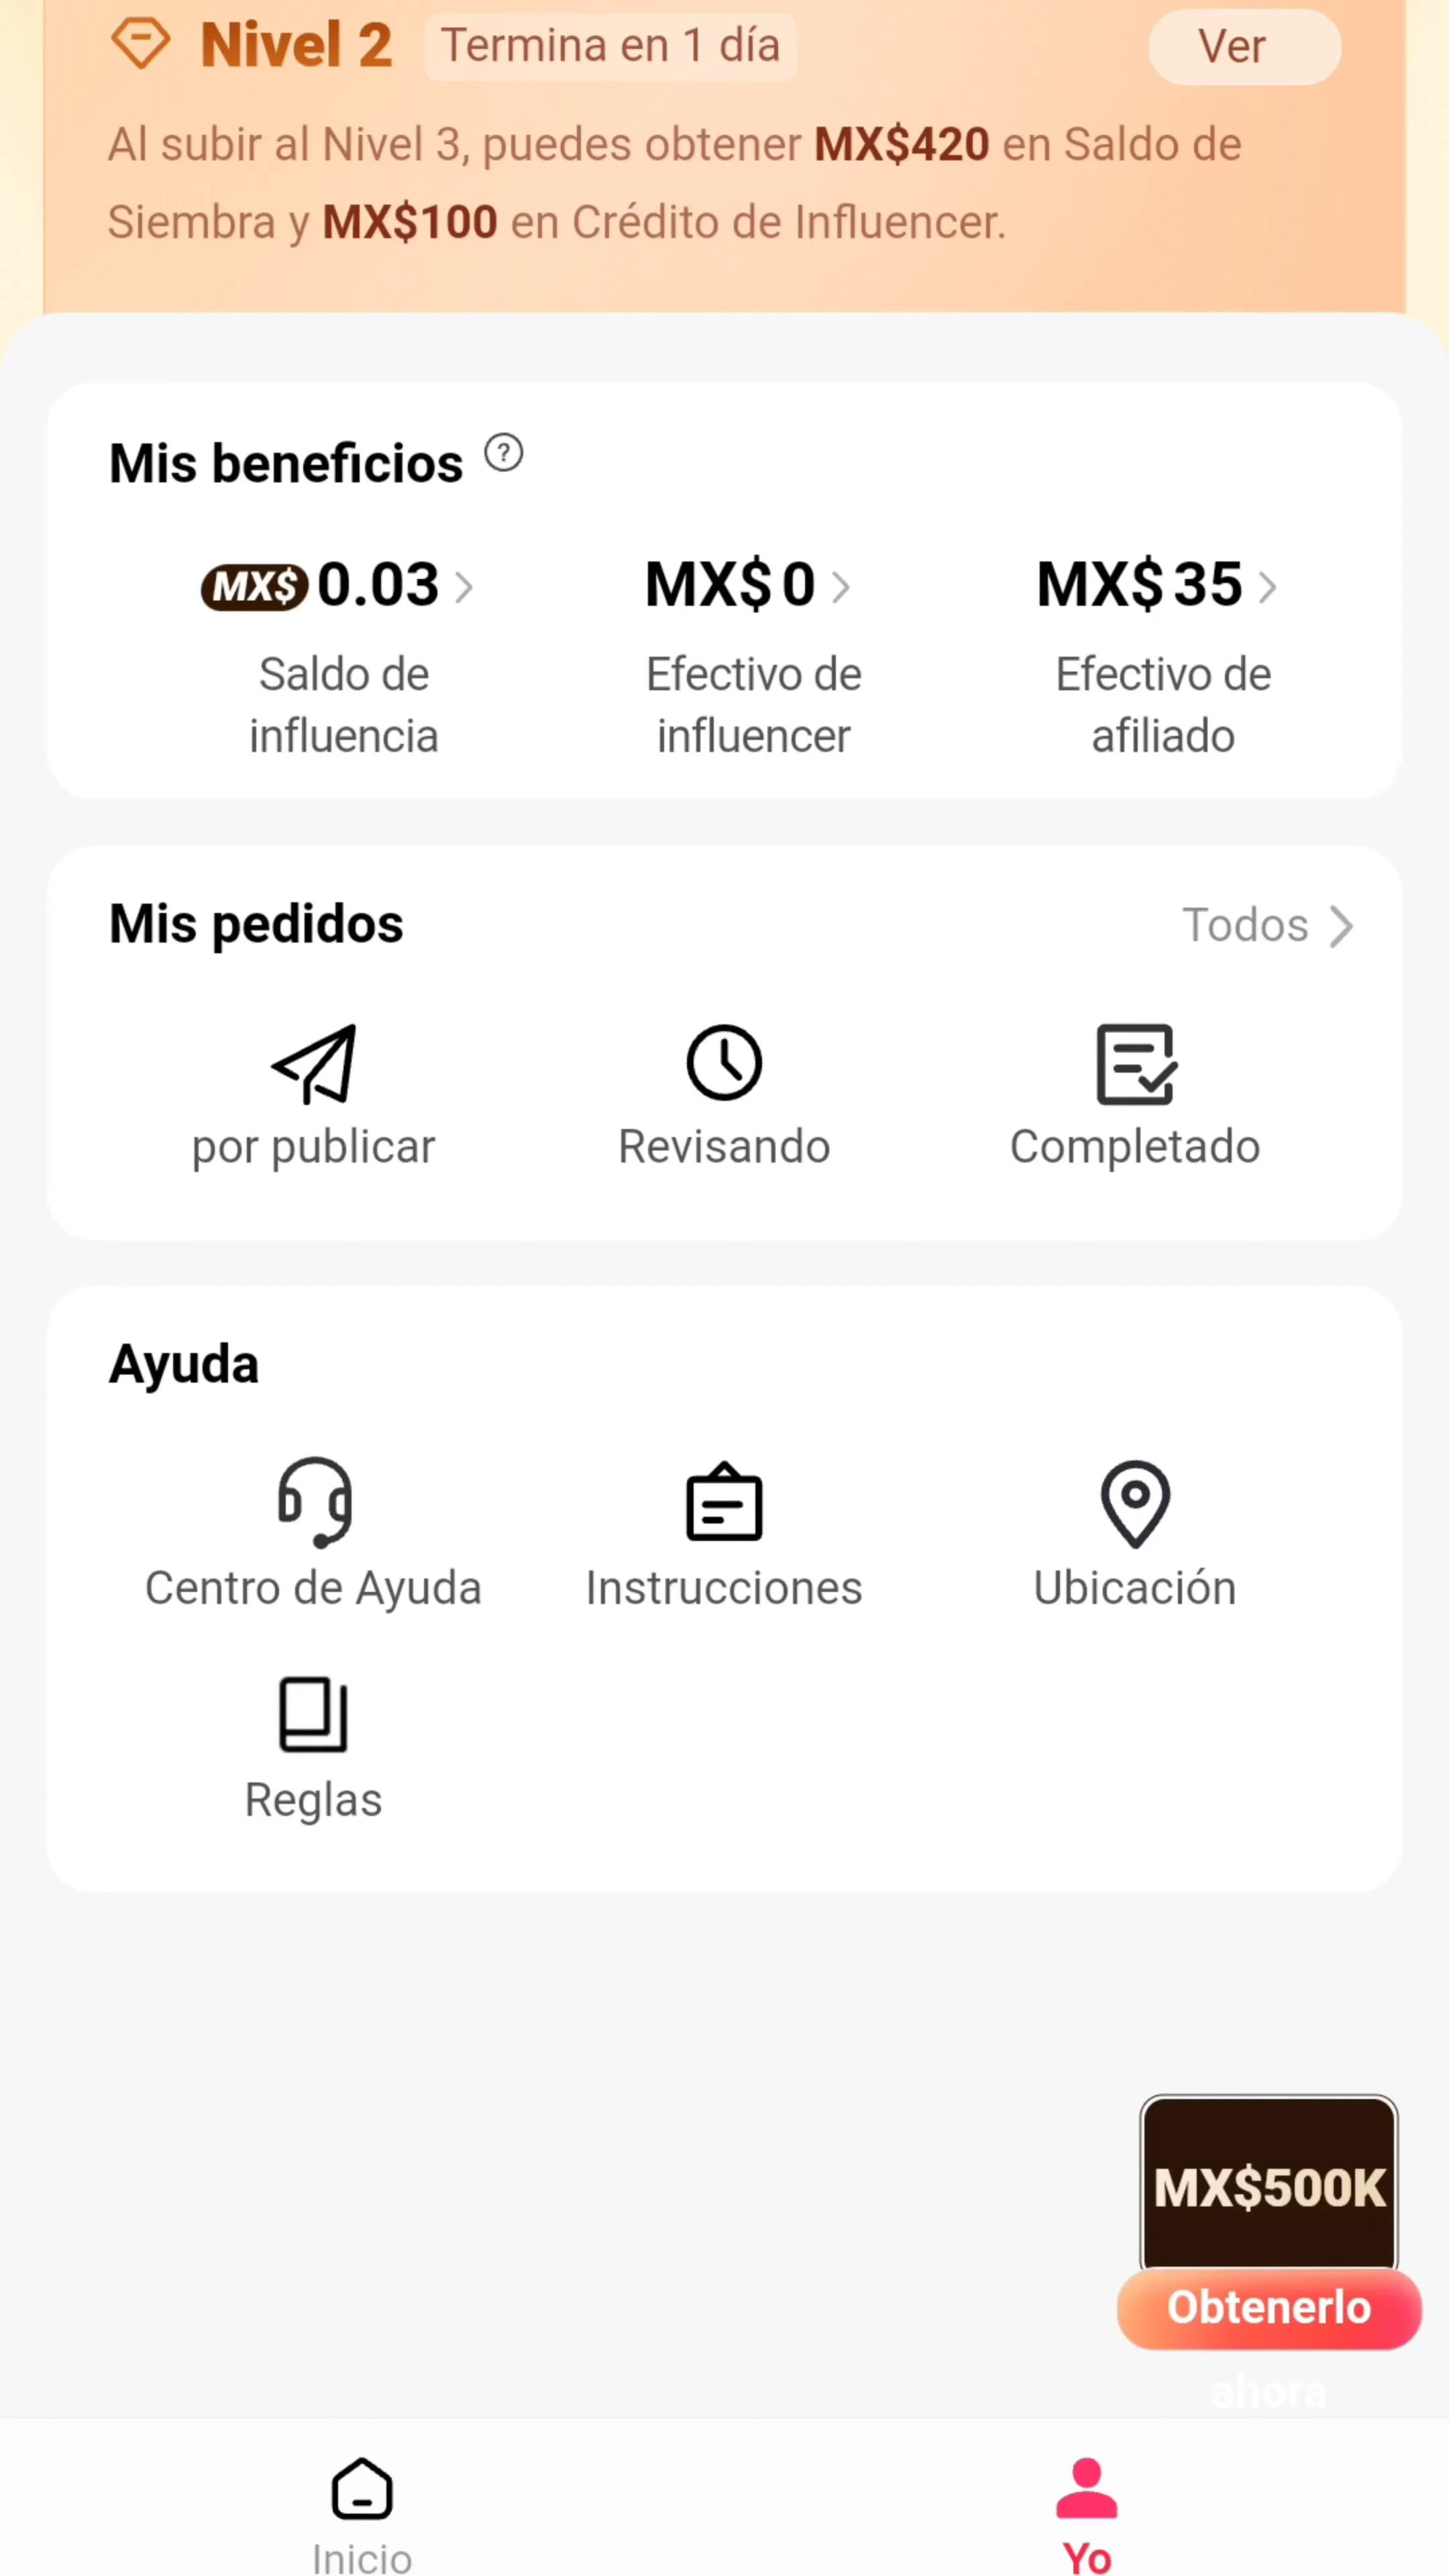 Nivel 2 Termina en 1 día Ver
Al subir al Nivel 3, puedes obtener MX$420 en Saldo de
Siembra y MX$100 en Crédito de Influencer.
Mis beneficios ?
MX$ 0.03 MX$ 0 MX$ 35
Saldo de Efectivo de Efectivo de
influencia influencer afiliado
Mis pedidos Todos
por publicar Revisando Completado
Ayuda
Centro de Ayuda Instrucciones Ubicación
Reglas
MX$500K
Obtenerlo
ahora
Inicio Yo